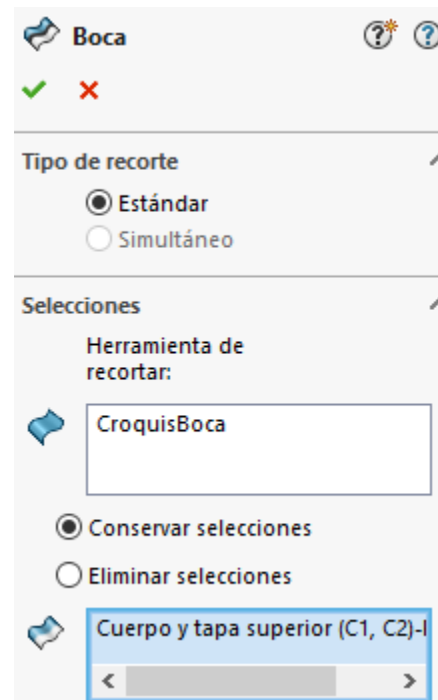 Boca
Tipo de recorte
Estándar
Simultáneo
Selecciones
Herramienta de
recortar:
CroquisBoca
Conservar selecciones
Eliminar selecciones
Cuerpo y tapa superior (C1, C2)-